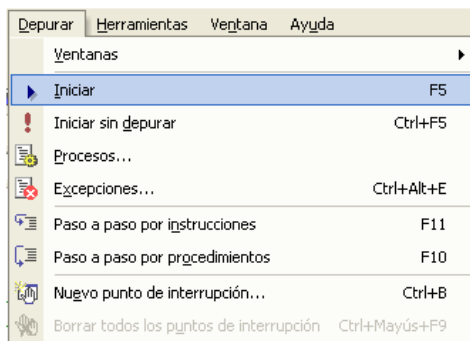 Depurar Herramientas Ventana Ayuda
Ventanas
Iniciar F5
Iniciar sin depurar Ctrl+F5
Procesos...
Excepciones... Ctrl+Alt+E
Paso a paso por instrucciones F11
Paso a paso por procedimientos F10
Nuevo punto de interrupción... Ctrl+B
Borrar todos los puntos de interrupción Ctrl+Mayús+F9